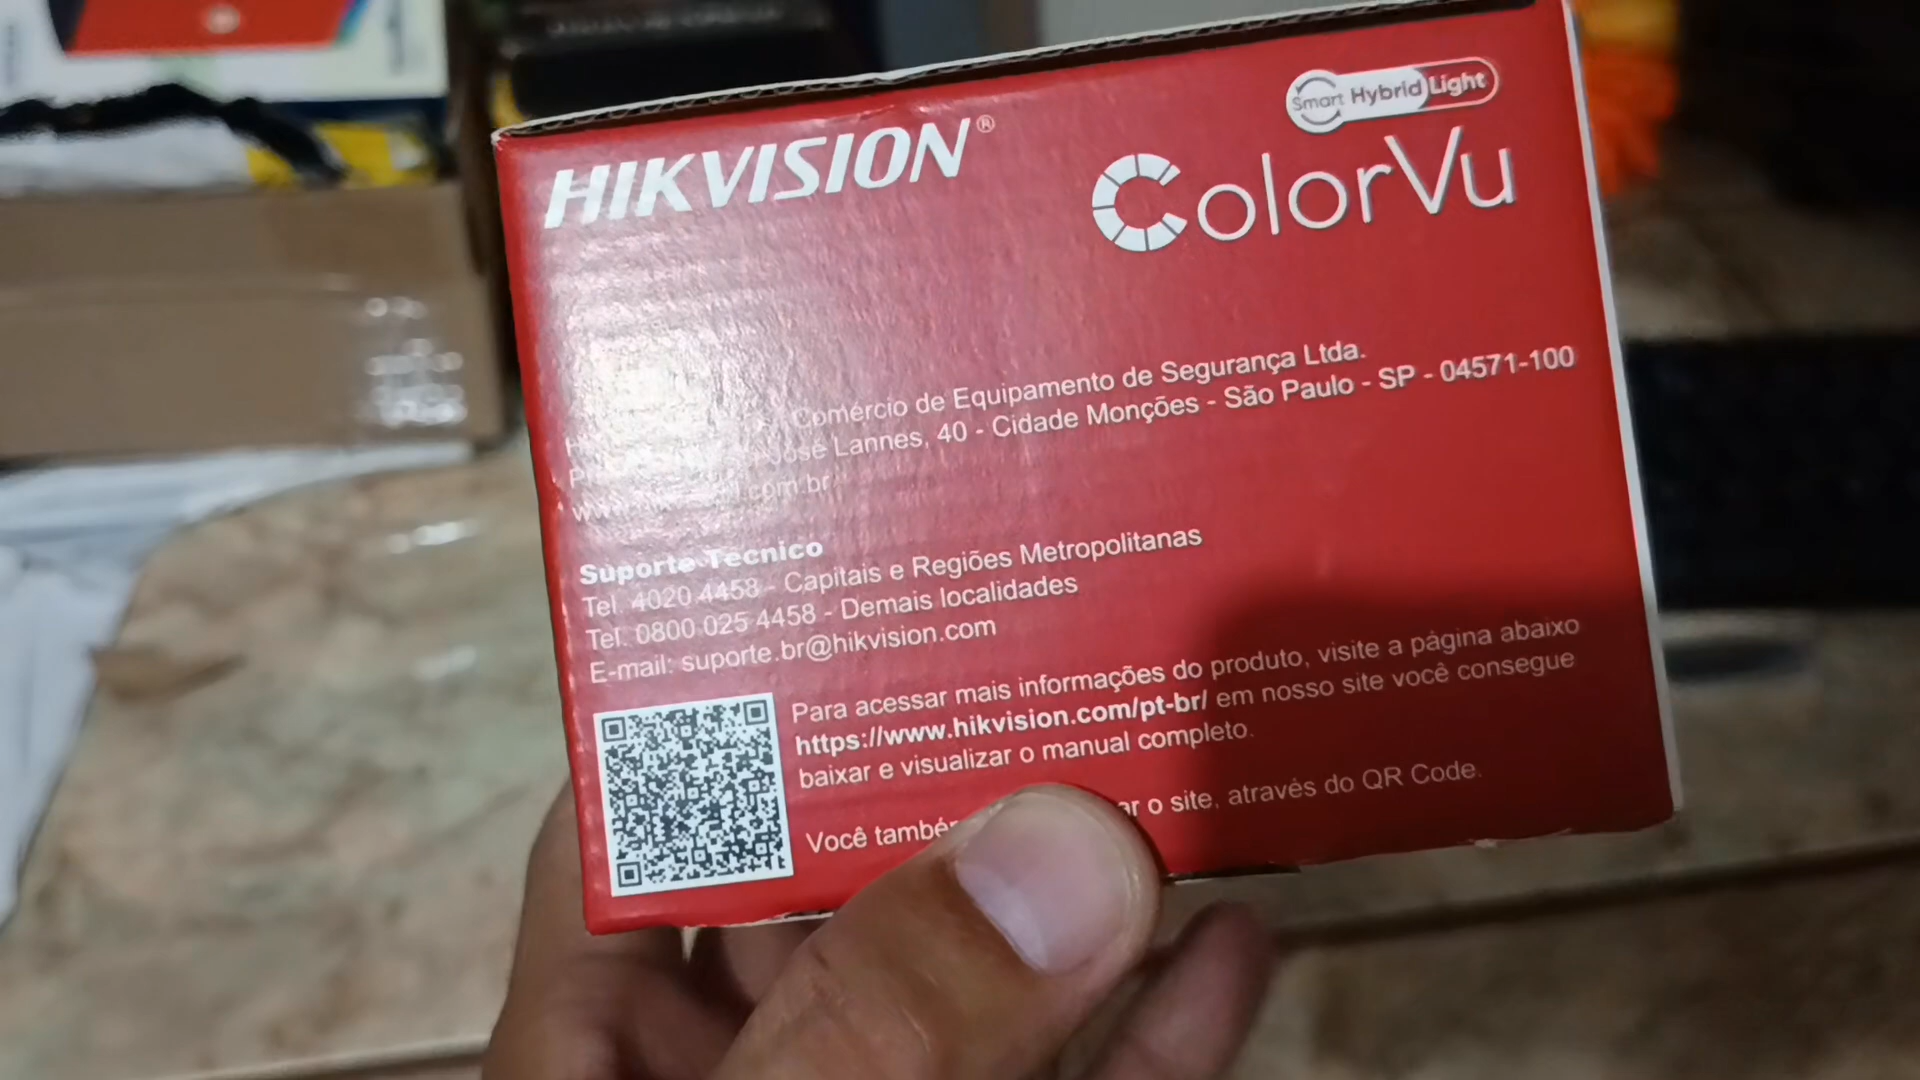 HIKVISION®
Smart Hybrid Light
ColorVu
Comércio de Equipamento de Segurança Ltda.
José Lannes, 40 - Cidade Monções - São Paulo - SP - 04571-100
.com.br
Suporte Tecnico
Tel. 4020 4458 - Capitais e Regiões Metropolitanas
Tel. 0800 025 4458 - Demais localidades
E-mail: suporte.br@hikvision.com
Para acessar mais informações do produto, visite a página abaixo
https://www.hikvision.com/pt-br/ em nosso site você consegue
baixar e visualizar o manual completo.
Você também o site, através do QR Code.